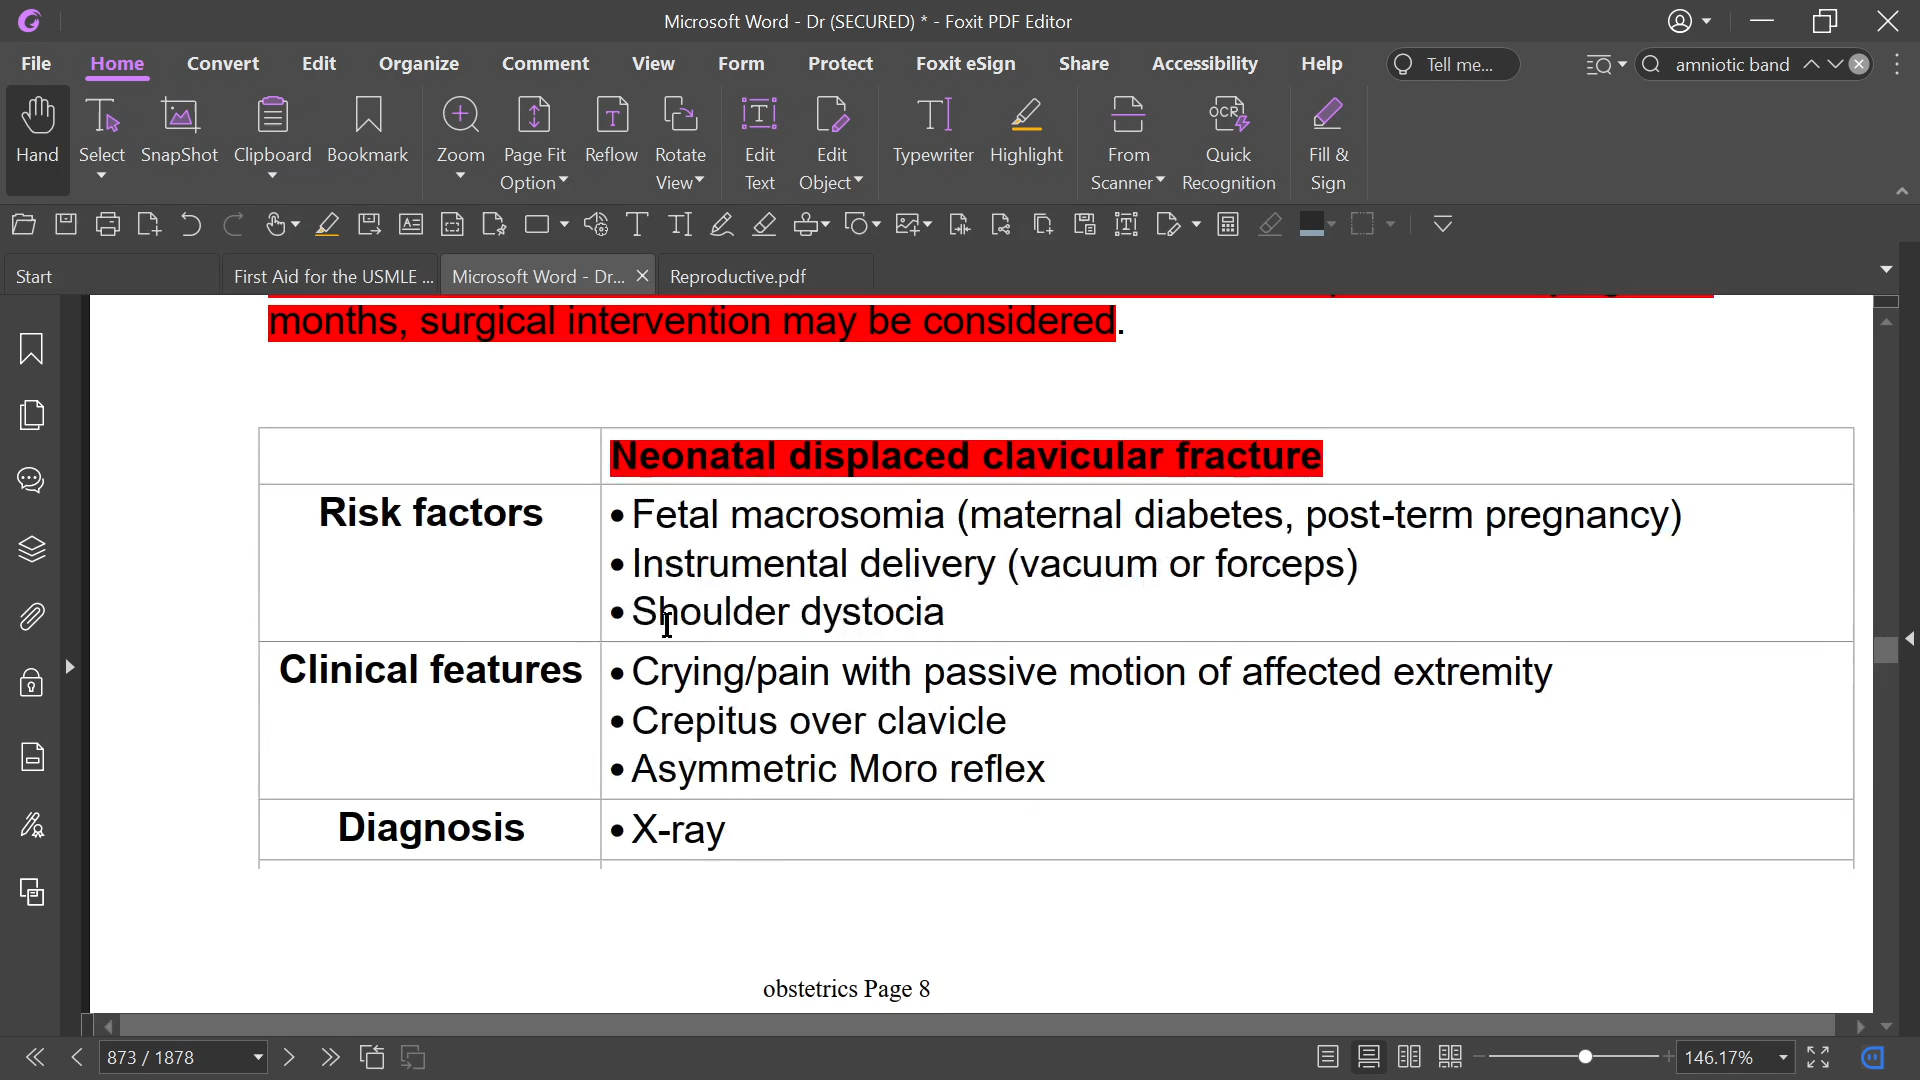 Microsoft Word - Dr (SECURED) * - Foxit PDF Editor
File Home Convert Edit Organize Comment View Form Protect Foxit eSign Share Accessibility Help Tell me... amniotic band
Hand Select SnapShot Clipboard Bookmark Zoom Page Fit Option Reflow Rotate View Edit Text Edit Object Typewriter Highlight From Scanner Quick Recognition Fill & Sign
Start First Aid for the USMLE ... Microsoft Word - Dr... Reproductive.pdf
months, surgical intervention may be considered.
Neonatal displaced clavicular fracture
Risk factors
• Fetal macrosomia (maternal diabetes, post-term pregnancy)
• Instrumental delivery (vacuum or forceps)
• Shoulder dystocia
Clinical features
• Crying/pain with passive motion of affected extremity
• Crepitus over clavicle
• Asymmetric Moro reflex
Diagnosis
• X-ray
obstetrics Page 8
873 / 1878 146.17%